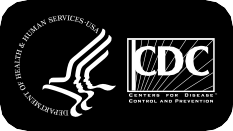 DEPARTMENT OF HEALTH & HUMAN SERVICES·USA
CDC
CENTERS FOR DISEASE
CONTROL AND PREVENTION